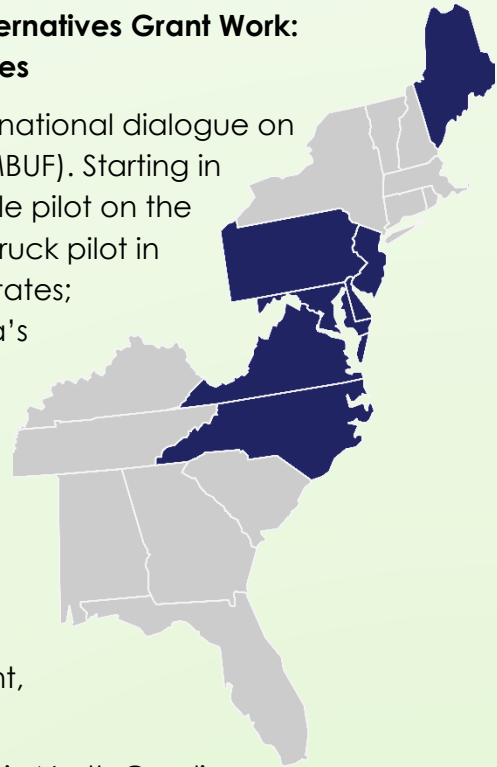 ernatives Grant Work:
es
national dialogue on
MBUF). Starting in
le pilot on the
ruck pilot in
rates;
a's
nt,